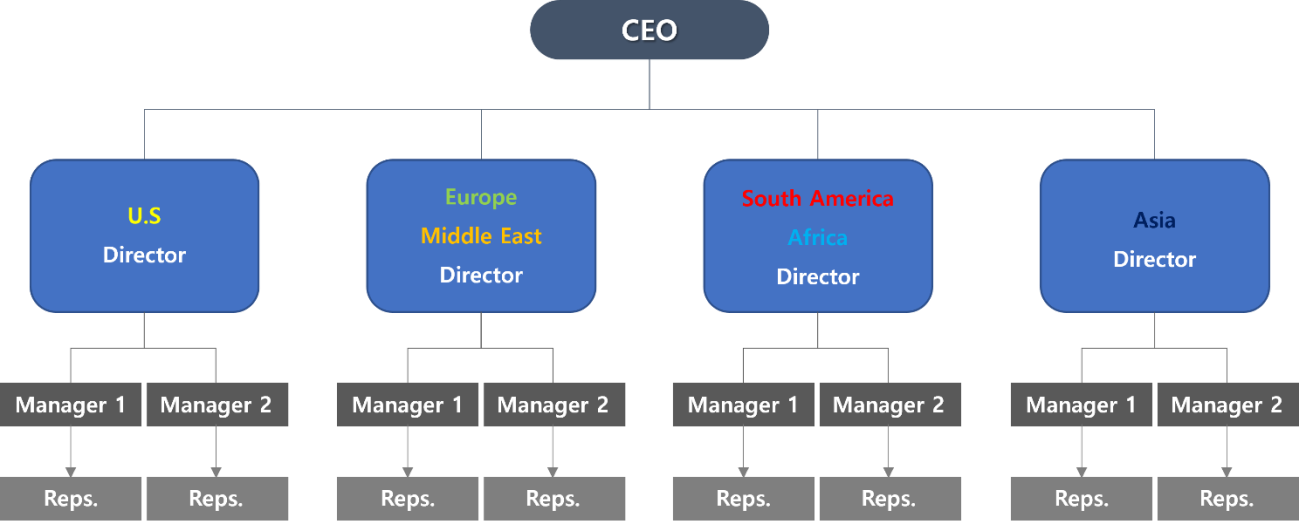 CEO
U.S
Director
Europe
Middle East
Director
South America
Africa
Director
Asia
Director
Manager 1
Manager 2
Manager 1
Manager 2
Manager 1
Manager 2
Manager 1
Manager 2
Reps.
Reps.
Reps.
Reps.
Reps.
Reps.
Reps.
Reps.